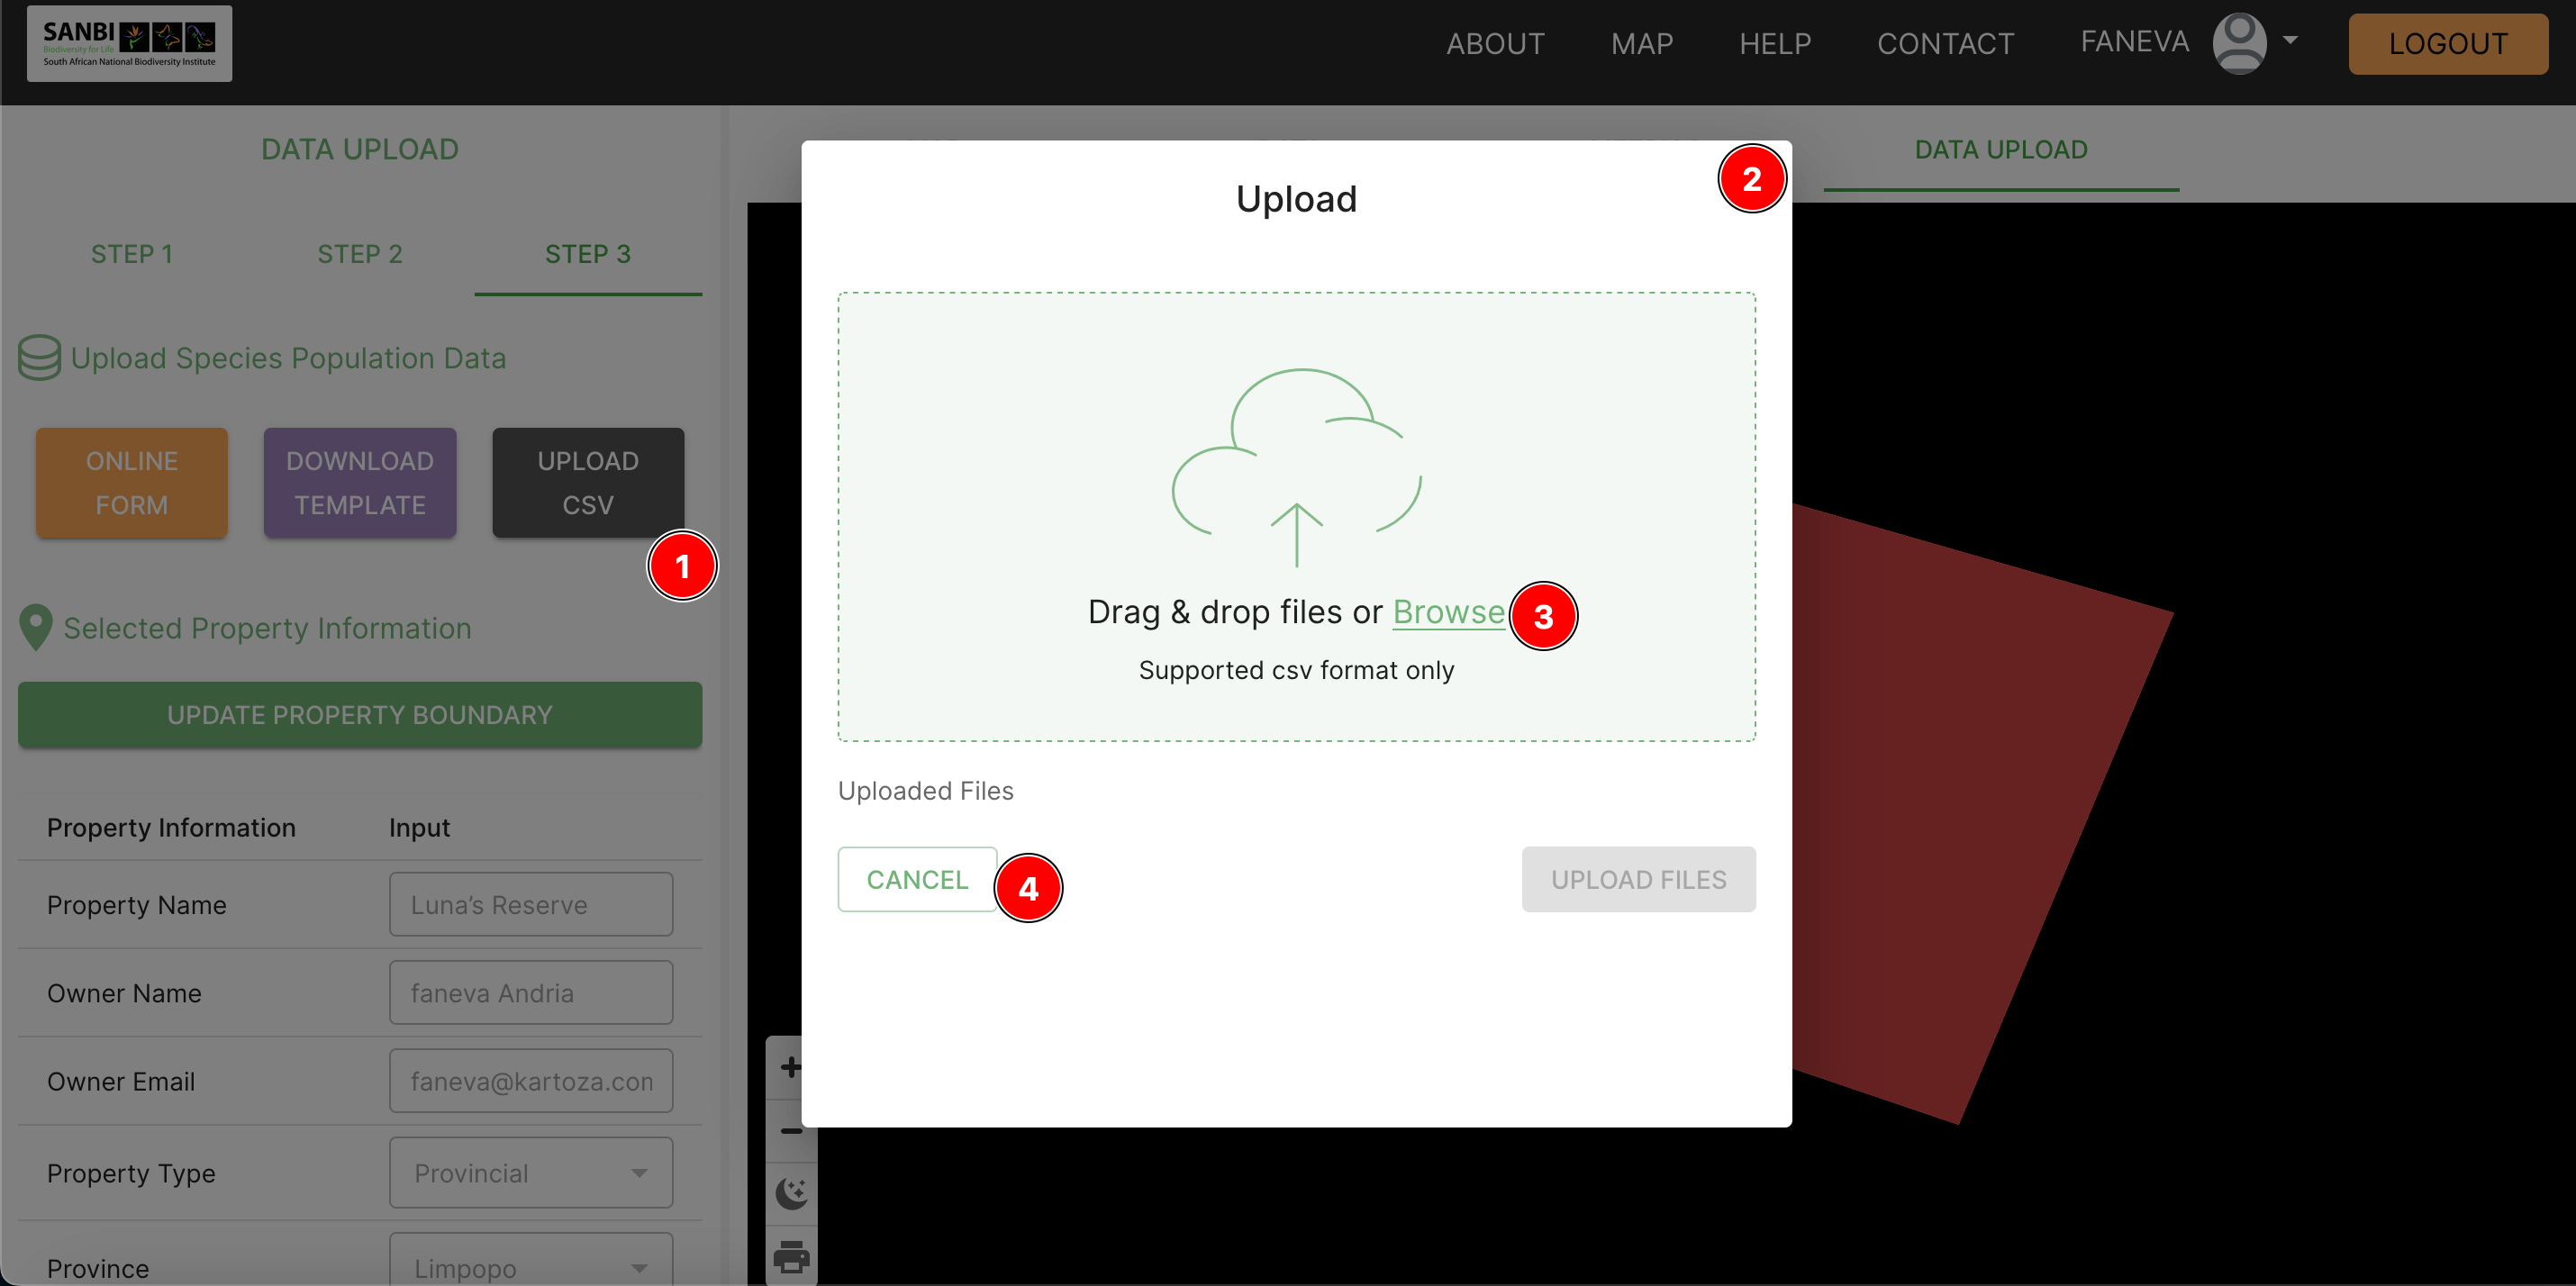 SANBI
Biodiversity for Life
South African National Biodiversity Institute
ABOUT
MAP
HELP
CONTACT
FANEVA
LOGOUT
DATA UPLOAD
DATA UPLOAD
STEP 1
STEP 2
STEP 3
Upload Species Population Data
ONLINE
FORM
DOWNLOAD
TEMPLATE
UPLOAD
CSV
1
Selected Property Information
UPDATE PROPERTY BOUNDARY
Property Information
Input
Property Name
Luna’s Reserve
Owner Name
faneva Andria
Owner Email
faneva@kartoza.com
Property Type
Provincial
Province
Limpopo
Upload
2
Drag & drop files or Browse
3
Supported csv format only
Uploaded Files
CANCEL
4
UPLOAD FILES